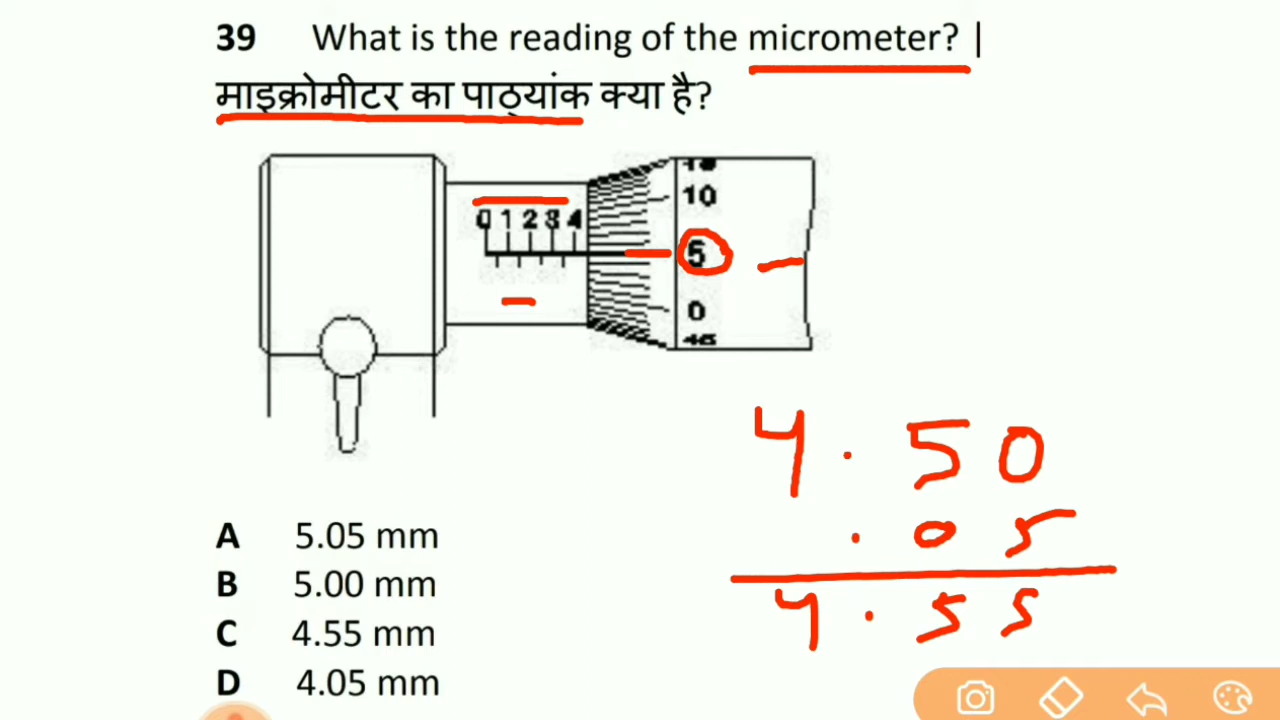 39 What is the reading of the micrometer? |
माइक्रोमीटर का पाठ्यांक क्या है?
0 1 2 3 4
10
5
0
4.50
.05
4.55
A 5.05 mm
B 5.00 mm
C 4.55 mm
D 4.05 mm